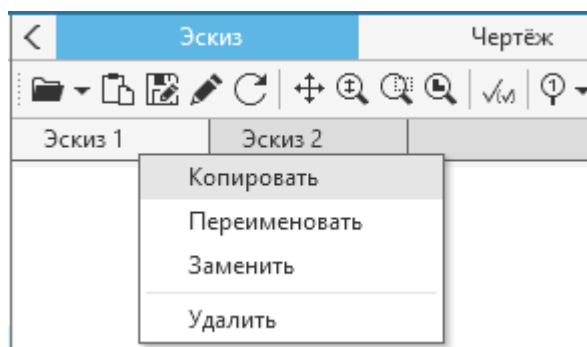 Эскиз Чертёж
Эскиз 1 Эскиз 2
Копировать
Переименовать
Заменить
Удалить